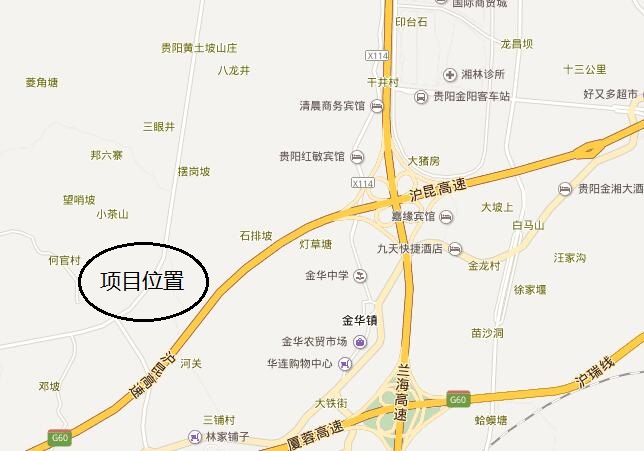 国际商贸城
印台石
X114
贵阳黄土坡山庄
龙昌坝
八龙井
菱角塘
干井村
湘林诊所
十三公里
贵阳金阳客车站
好又多超市
清晨商务宾馆
三眼井
邦六寨
贵阳红敏宾馆
大猪房
摆岗坡
X114
沪昆高速
贵阳金湘大酒
望哨坡
小茶山
嘉缘宾馆
大坡上
白马山
石排坡
灯草塘
九天快捷酒店
何官村
金龙村
汪家沟
项目位置
金华中学
徐家堰
金华镇
苗沙洞
金华农贸市场
沪昆高速
河关
华连购物中心
兰海高速
沪瑞线
邓坡
大铁街
G60
三铺村
蛤蟆塘
G60
林家铺子
厦蓉高速